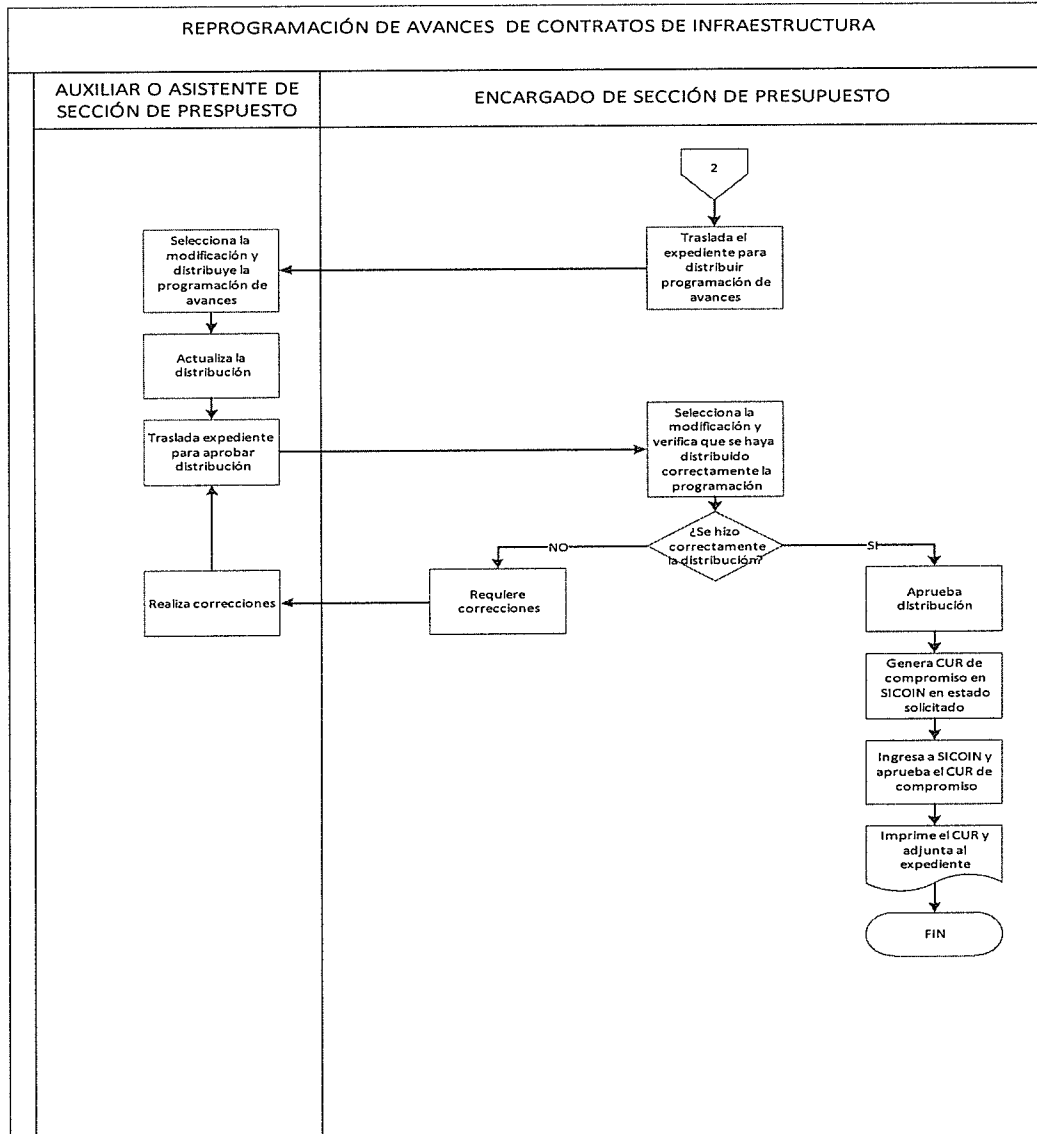 REPROGRAMACIÓN DE AVANCES DE CONTRATOS DE INFRAESTRUCTURA
AUXILIAR O ASISTENTE DE
SECCIÓN DE PRESPUESTO
ENCARGADO DE SECCIÓN DE PRESUPUESTO
2
Traslada el
expediente para
distribuir
programación de
avances
Selecciona la
modificación y
distribuye la
programación de
avances
Actualiza la
distribución
Traslada expediente
para aprobar
distribución
Selecciona la
modificación y
verifica que se haya
distribuido
correctamente la
programación
¿Se hizo
correctamente
la distribución?
NO
SI
Requiere
correcciones
Realiza correcciones
Aprueba
distribución
Genera CUR de
compromiso en
SICOIN en estado
solicitado
Ingresa a SICOIN y
aprueba el CUR de
compromiso
Imprime el CUR y
adjunta al
expediente
FIN